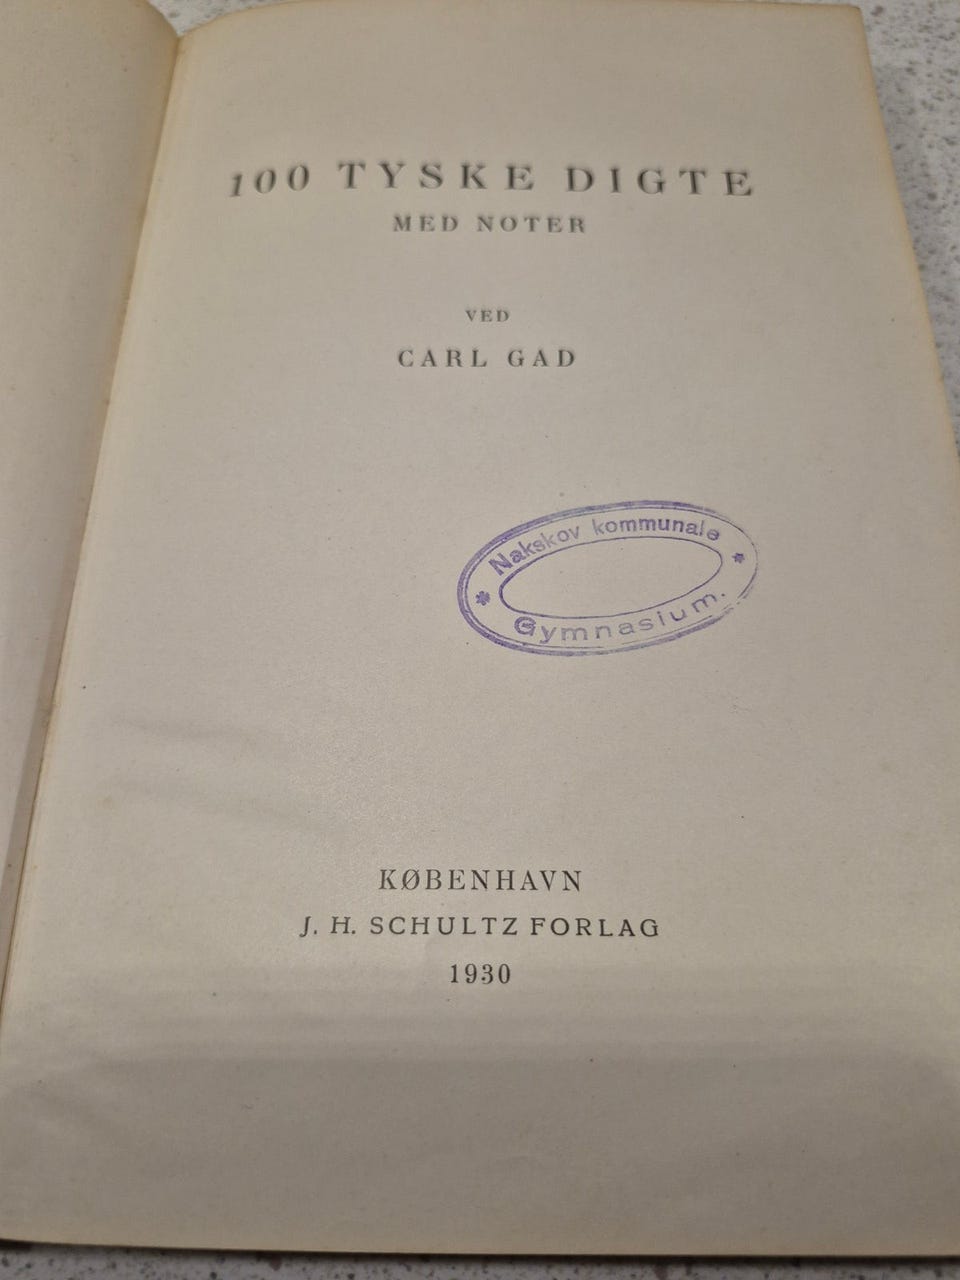 100 TYSKE DIGTE
MED NOTER
VED
CARL GAD
Nakskov kommunale
Gymnasium.
KØBENHAVN
J. H. SCHULTZ FORLAG
1930